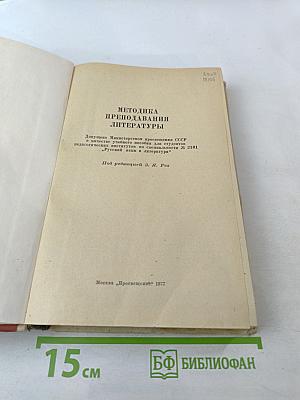 МЕТОДИКА
ПРЕПОДАВАНИЯ
ЛИТЕРАТУРЫ
Допущено Министерством просвещения СССР
в качестве учебного пособия для студентов
педагогических институтов по специальности № 2101
„Русский язык и литература“
Под редакцией З. Я. Рез
Москва „Просвещение“ 1977
15 см
БФ БИБЛИОФАН